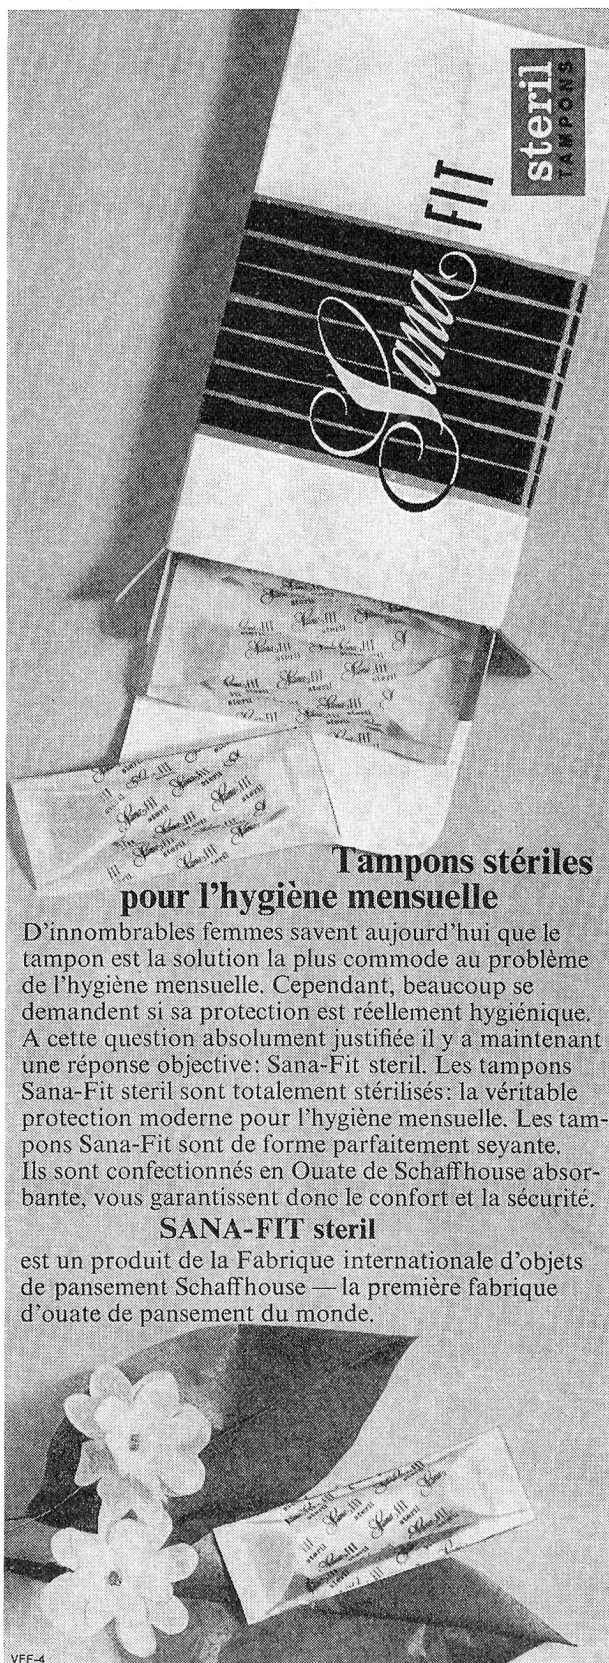 steril
TAMPONS
Sana FIT
Sana-Fit
steril
Tampons stériles
pour l'hygiène mensuelle
D'innombrables femmes savent aujourd'hui que le
tampon est la solution la plus commode au problème
de l'hygiène mensuelle. Cependant, beaucoup se
demandent si sa protection est réellement hygiénique.
A cette question absolument justifiée il y a maintenant
une réponse objective: Sana-Fit steril. Les tampons
Sana-Fit steril sont totalement stérilisés: la véritable
protection moderne pour l'hygiène mensuelle. Les tam-
pons Sana-Fit sont de forme parfaitement seyante.
Ils sont confectionnés en Ouate de Schaffhouse absor-
bante, vous garantissent donc le confort et la sécurité.
SANA-FIT steril
est un produit de la Fabrique internationale d'objets
de pansement Schaffhouse — la première fabrique
d'ouate de pansement du monde.
Sana-Fit
steril
VFF-4